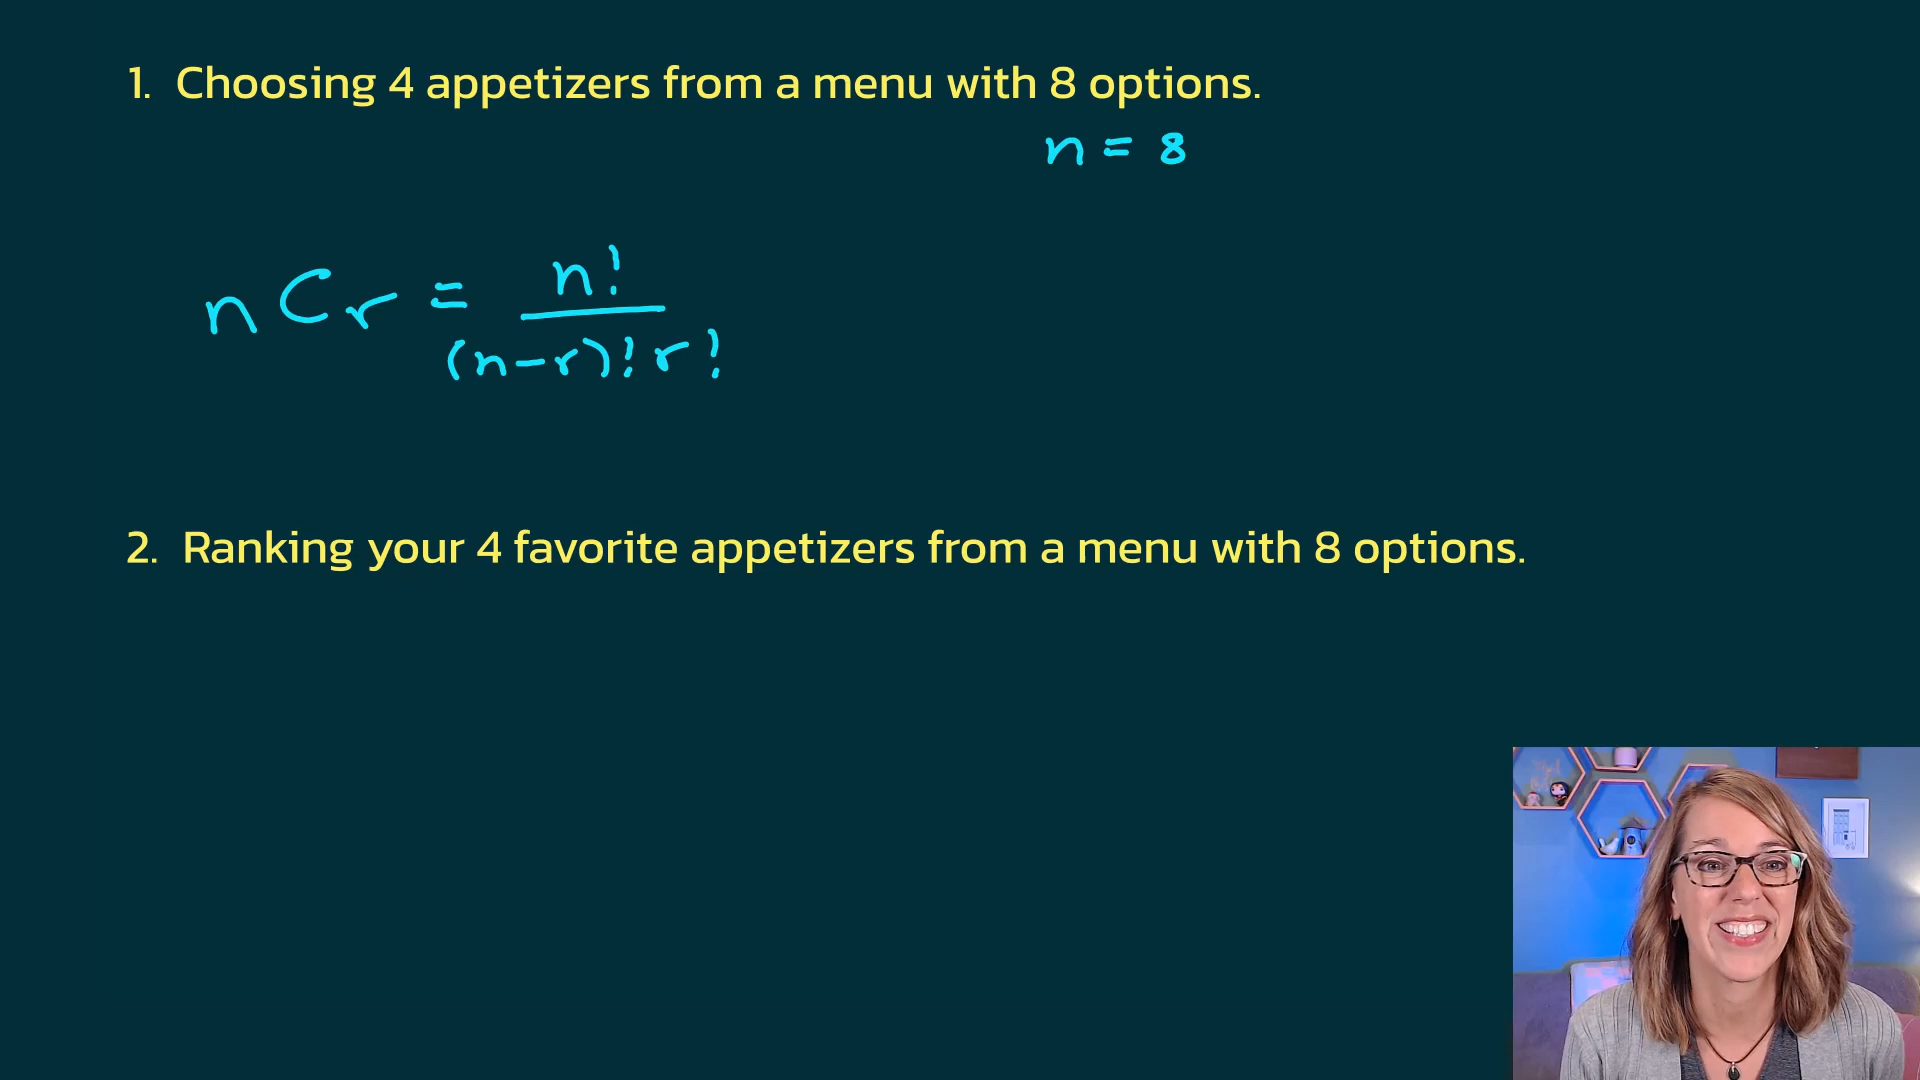 1. Choosing 4 appetizers from a menu with 8 options.
n = 8
nCr = n! / (n-r)! r!
2. Ranking your 4 favorite appetizers from a menu with 8 options.